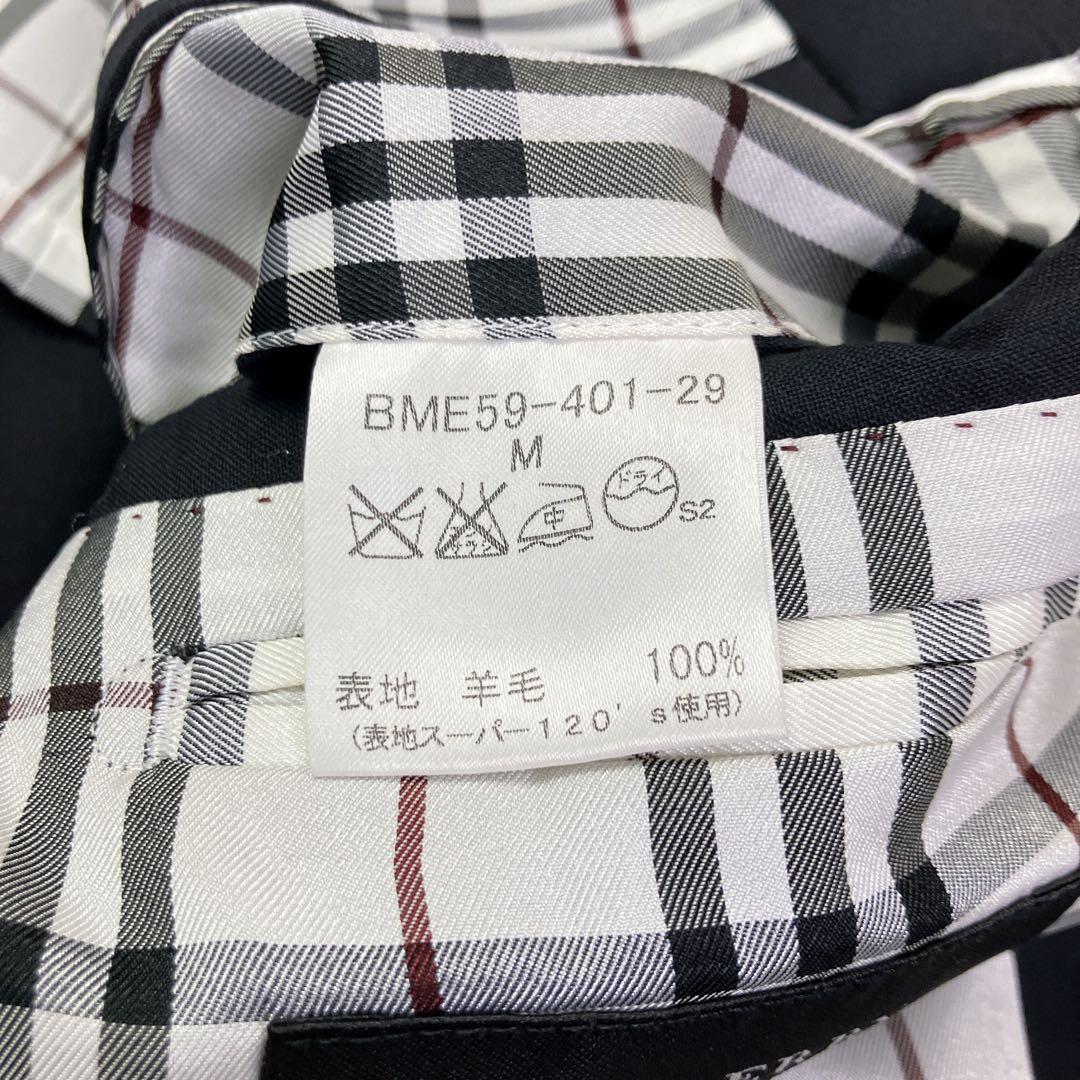 BME59-401-29
M
中
ドライ
S2
表地 羊毛 100%
(表地スーパー120's使用)